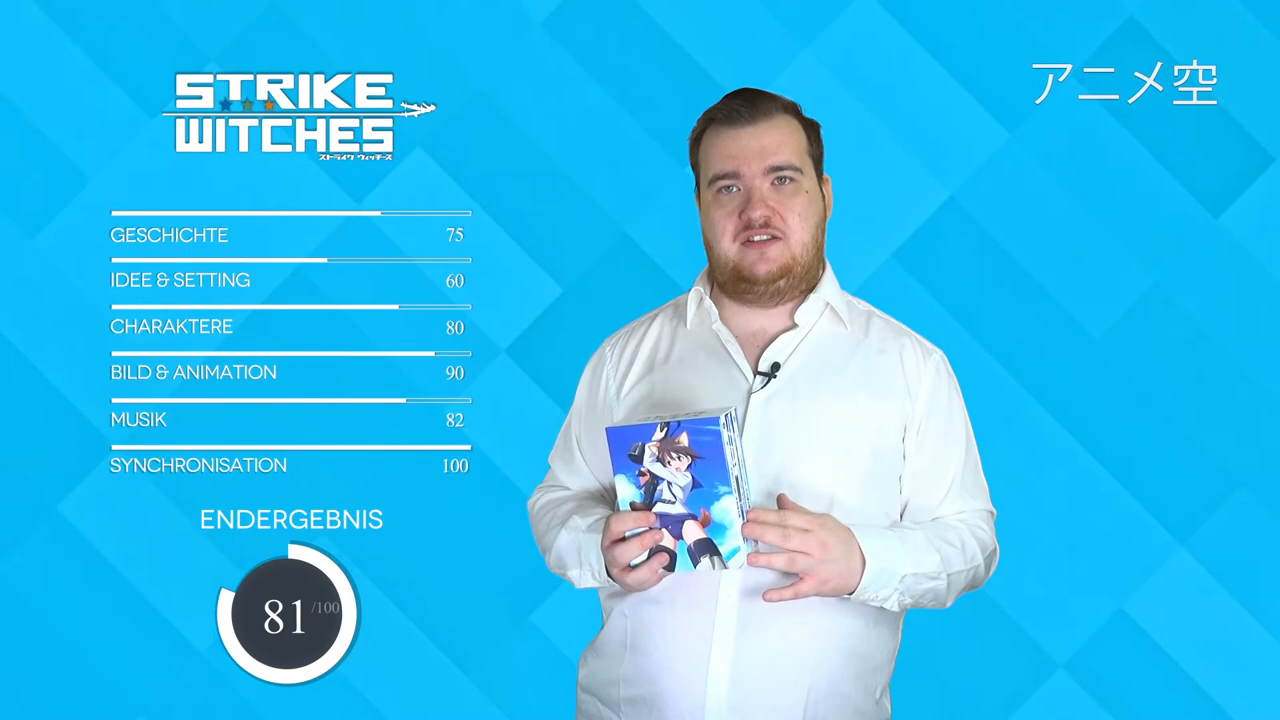 STRIKE
WITCHES
ストライク ウィッチーズ
アニメ空
GESCHICHTE 75
IDEE & SETTING 60
CHARAKTERE 80
BILD & ANIMATION 90
MUSIK 82
SYNCHRONISATION 100
ENDERGEBNIS
81/100